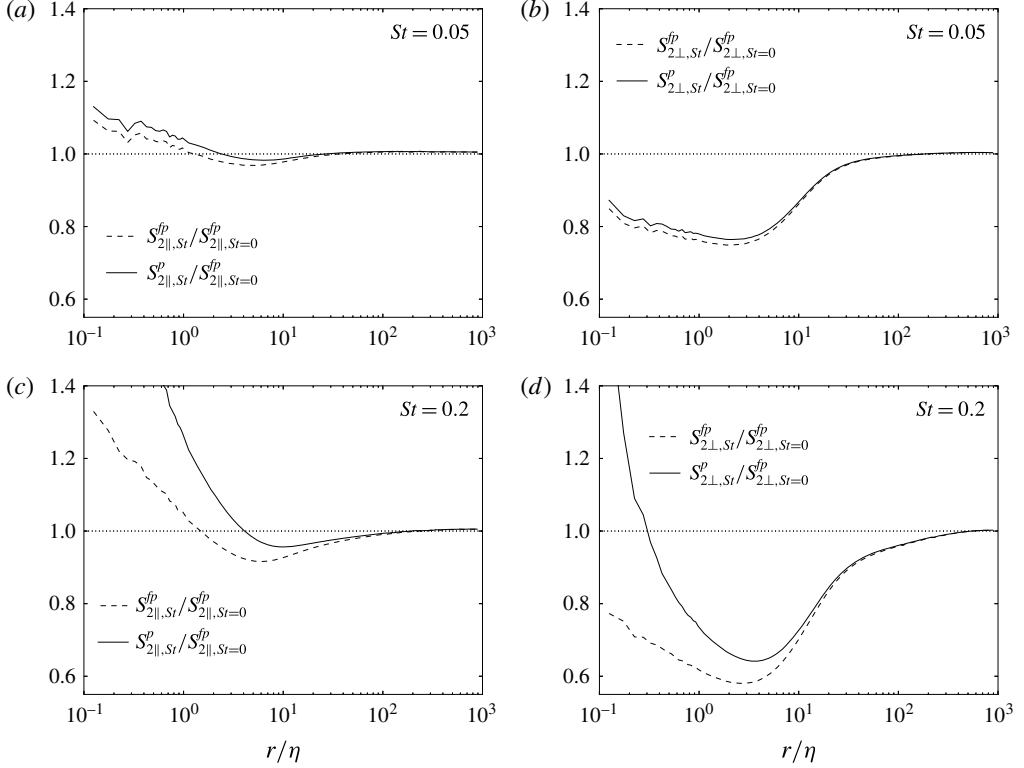 (a)
St = 0.05
1.4
1.2
1.0
0.8
0.6
S^{fp}_{2∥,St}/S^{fp}_{2∥,St=0}
S^{p}_{2∥,St}/S^{fp}_{2∥,St=0}
10^{−1} 10^{0} 10^{1} 10^{2} 10^{3}
(b)
St = 0.05
1.4
1.2
1.0
0.8
0.6
S^{fp}_{2⊥,St}/S^{fp}_{2⊥,St=0}
S^{p}_{2⊥,St}/S^{fp}_{2⊥,St=0}
10^{−1} 10^{0} 10^{1} 10^{2} 10^{3}
(c)
St = 0.2
1.4
1.2
1.0
0.8
0.6
S^{fp}_{2∥,St}/S^{fp}_{2∥,St=0}
S^{p}_{2∥,St}/S^{fp}_{2∥,St=0}
10^{−1} 10^{0} 10^{1} 10^{2} 10^{3}
r/η
(d)
St = 0.2
1.4
1.2
1.0
0.8
0.6
S^{fp}_{2⊥,St}/S^{fp}_{2⊥,St=0}
S^{p}_{2⊥,St}/S^{fp}_{2⊥,St=0}
10^{−1} 10^{0} 10^{1} 10^{2} 10^{3}
r/η